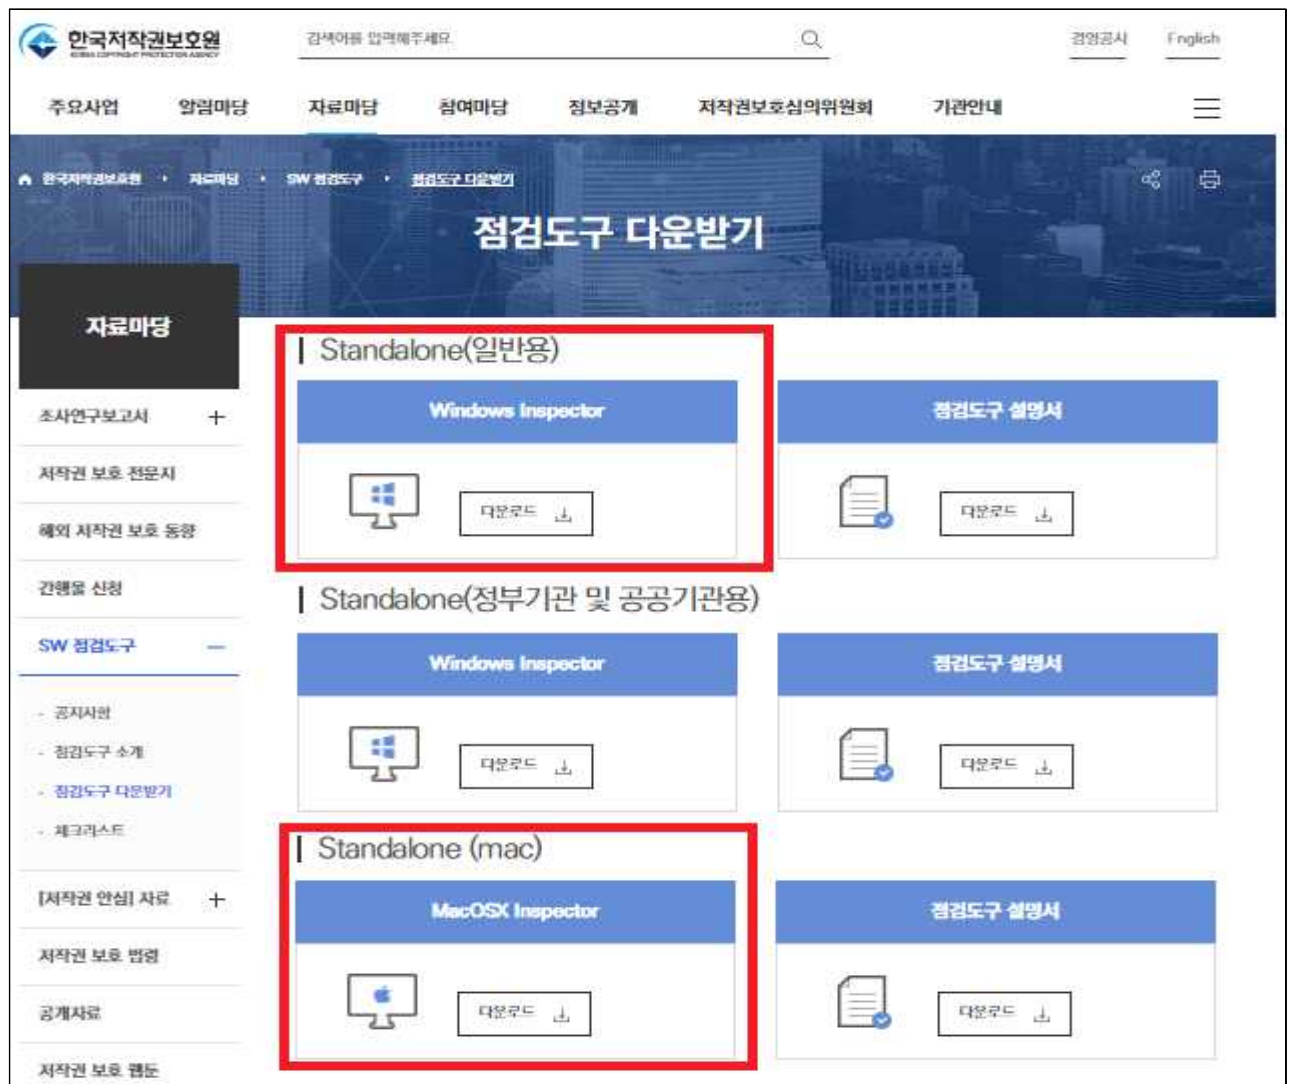 한국저작권보호원
KOREA COPYRIGHT PROTECTION AGENCY
검색어를 입력해주세요.
경영공시 English
주요사업 알림마당 자료마당 참여마당 정보공개 저작권보호심의위원회 기관안내
한국저작권보호원 자료마당 SW 점검도구 점검도구 다운받기
점검도구 다운받기
자료마당
조사연구보고서 +
저작권 보호 전문지
해외 저작권 보호 동향
간행물 신청
SW 점검도구 —
- 공지사항
- 점검도구 소개
- 점검도구 다운받기
- 체크리스트
[저작권 안심] 자료 +
저작권 보호 법령
공개자료
저작권 보호 웹툰
Standalone(일반용)
Windows Inspector
다운로드
점검도구 설명서
다운로드
Standalone(정부기관 및 공공기관용)
Windows Inspector
다운로드
점검도구 설명서
다운로드
Standalone (mac)
MacOSX Inspector
다운로드
점검도구 설명서
다운로드